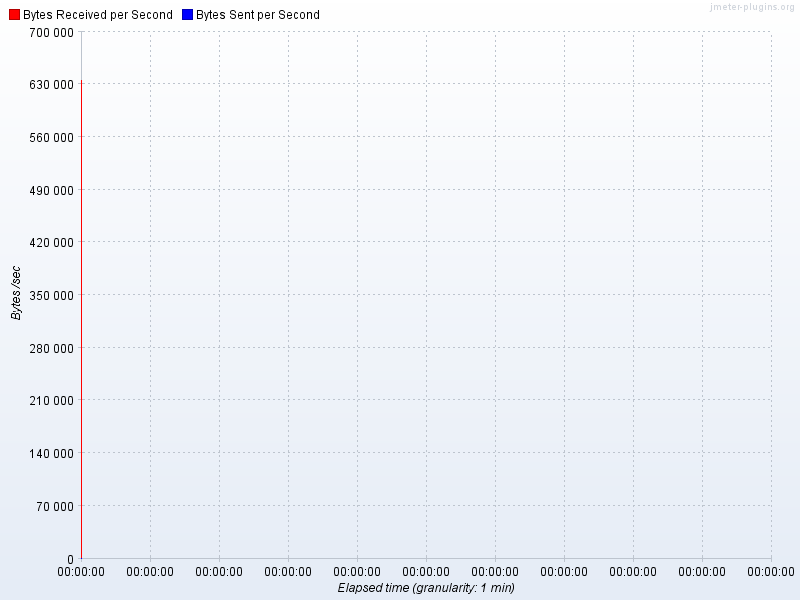 Bytes Received per Second Bytes Sent per Second
jmeter-plugins.org
700 000
630 000
560 000
490 000
420 000
350 000
280 000
210 000
140 000
70 000
0
Bytes /sec
00:00:00 00:00:00 00:00:00 00:00:00 00:00:00 00:00:00 00:00:00 00:00:00 00:00:00 00:00:00 00:00:00
Elapsed time (granularity: 1 min)